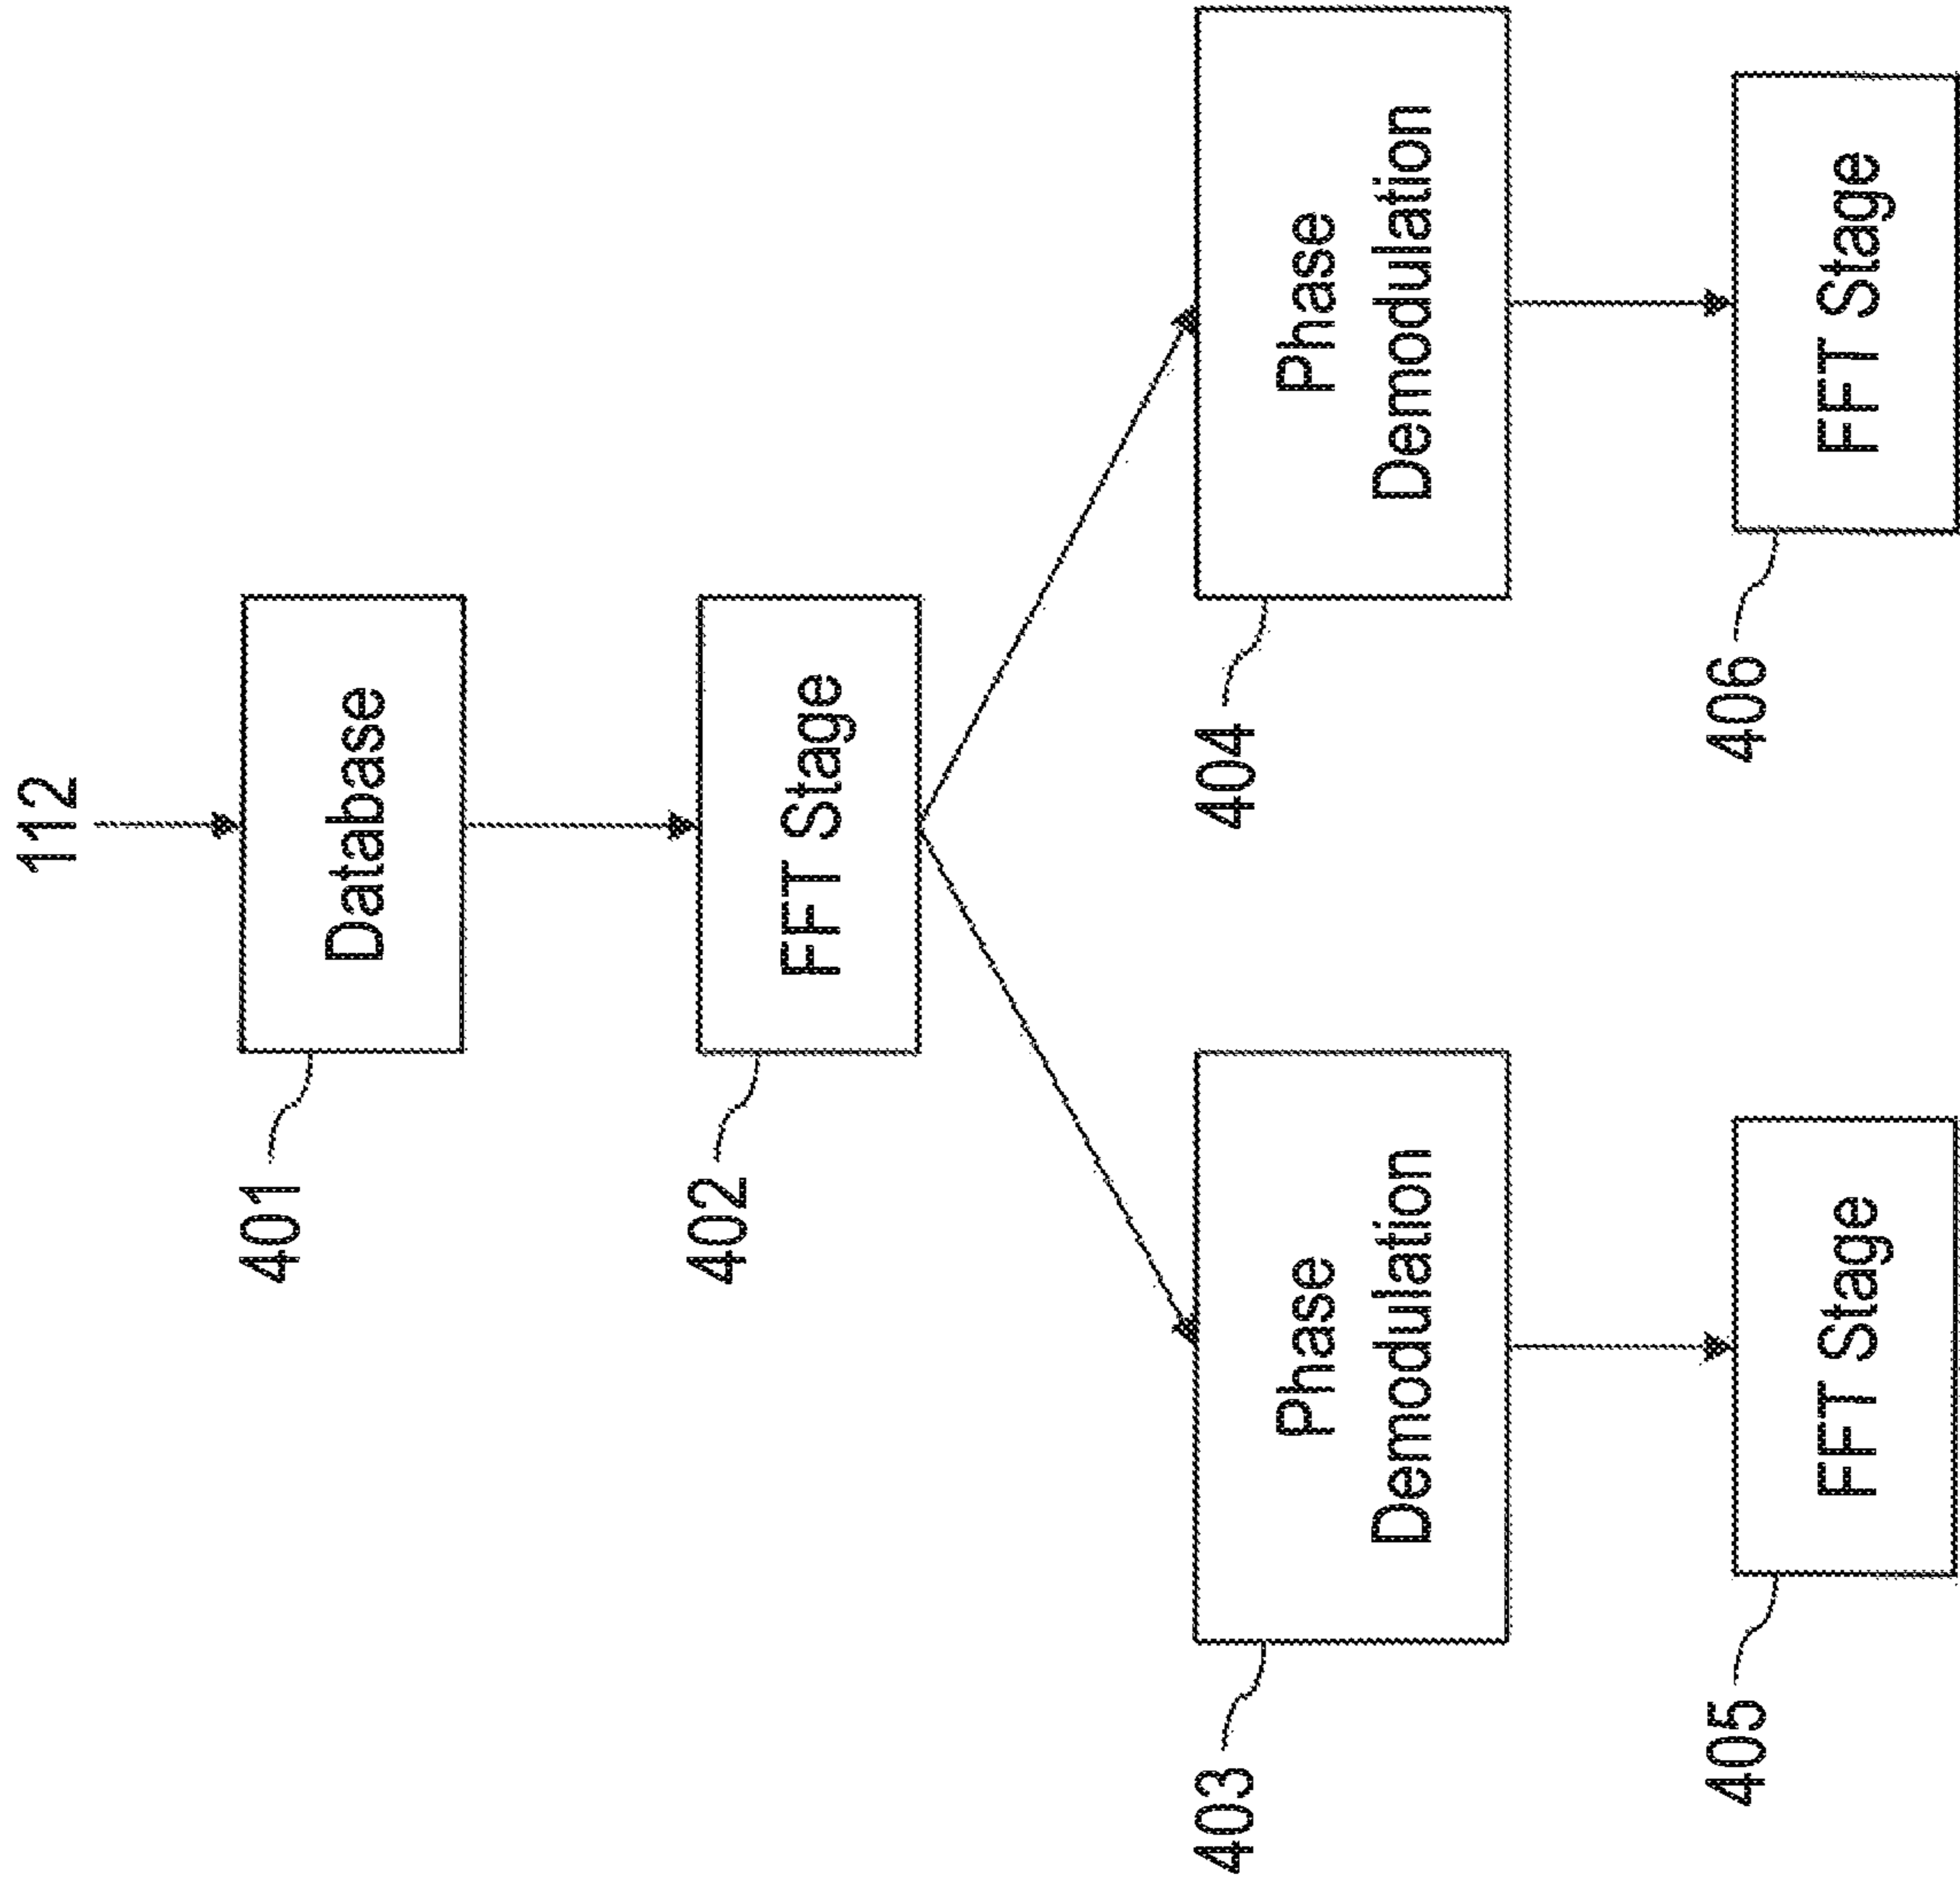 112
401
Database
402
FFT Stage
403
Phase
Demodulation
404
Phase
Demodulation
405
FFT Stage
406
FFT Stage